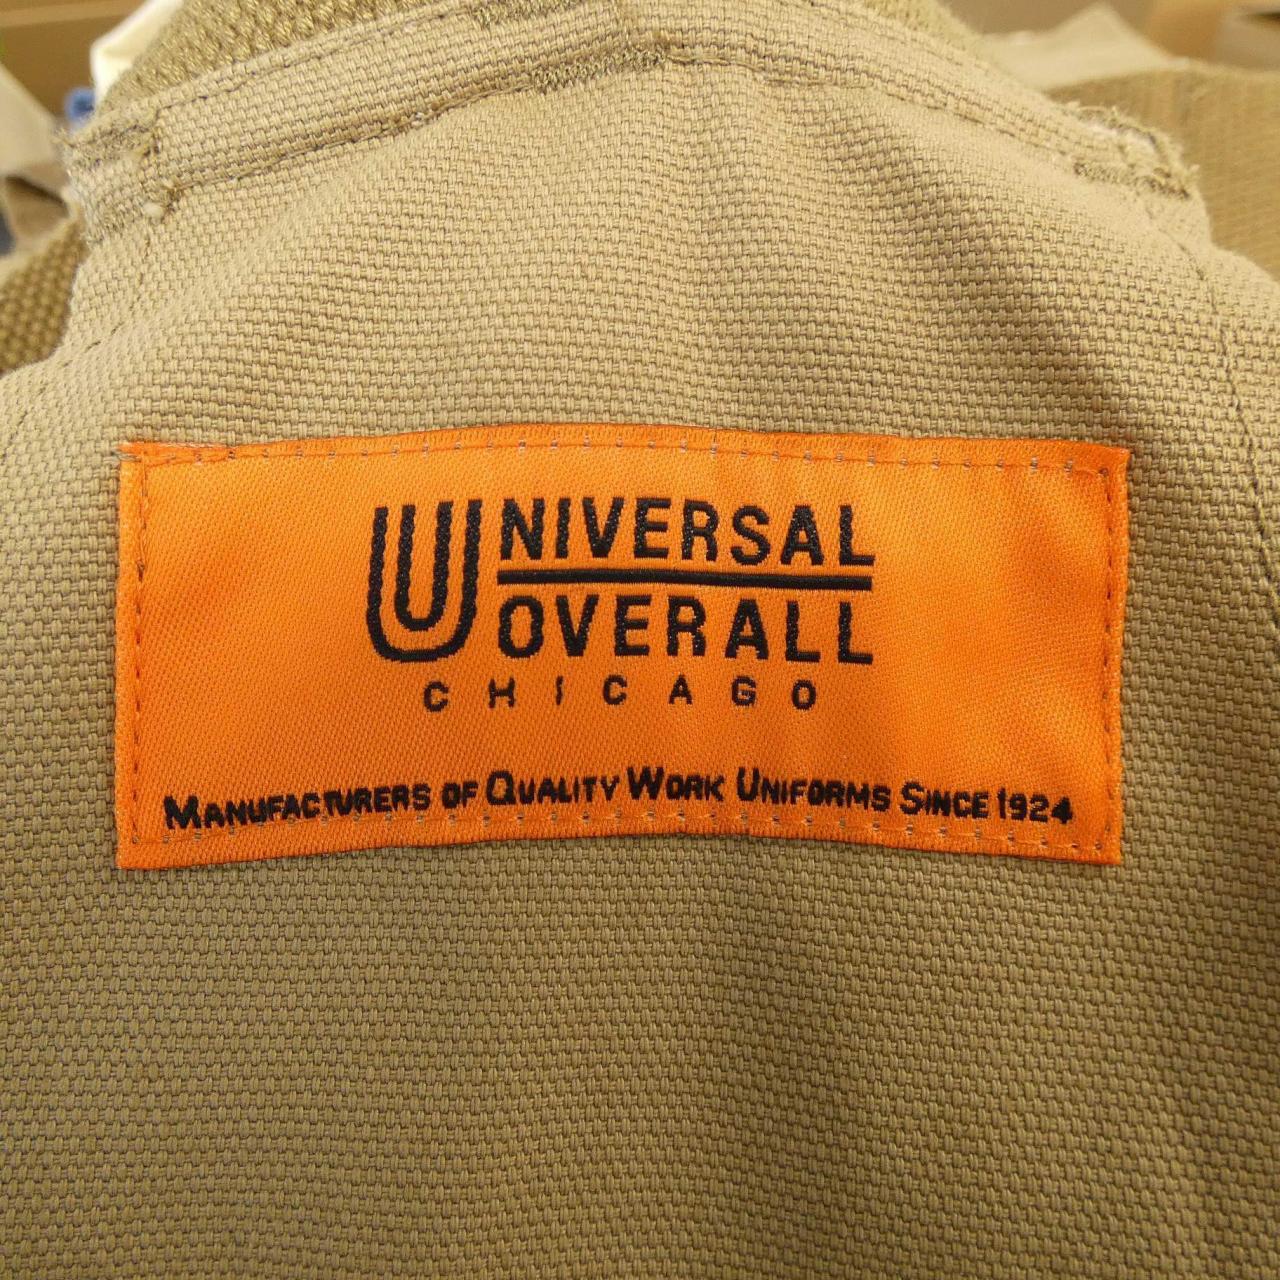 UNIVERSAL
OVERALL
CHICAGO
MANUFACTURERS OF QUALITY WORK UNIFORMS SINCE 1924